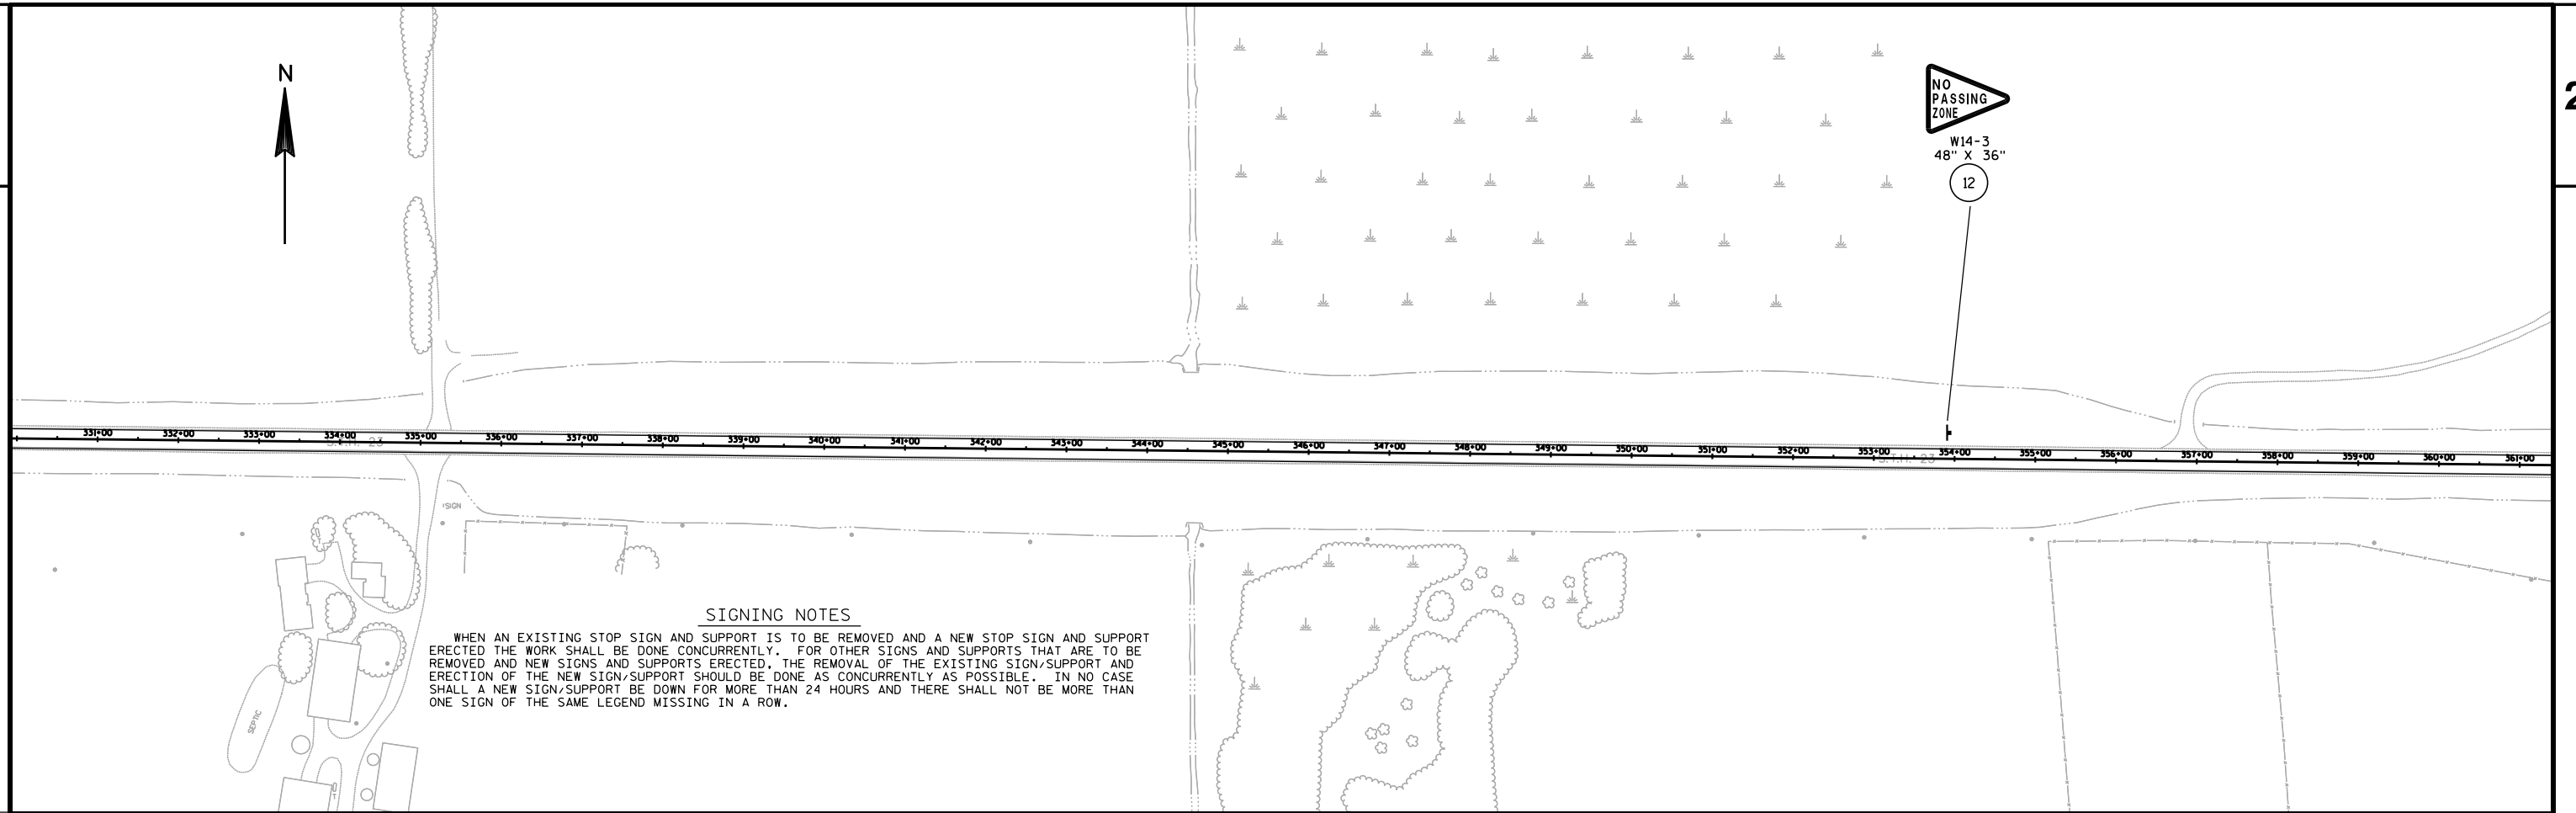 N
2
NO
PASSING
ZONE
W14-3
48" X 36"
12
331+00 332+00 333+00 334+00 335+00 336+00 337+00 338+00 339+00 340+00 341+00 342+00 343+00 344+00 345+00 346+00 347+00 348+00 349+00 350+00 351+00 352+00 353+00 354+00 355+00 356+00 357+00 358+00 359+00 360+00 361+00
S.T.H. 23
S.T.H. 23
SIGN
SIGNING NOTES
WHEN AN EXISTING STOP SIGN AND SUPPORT IS TO BE REMOVED AND A NEW STOP SIGN AND SUPPORT
ERECTED THE WORK SHALL BE DONE CONCURRENTLY. FOR OTHER SIGNS AND SUPPORTS THAT ARE TO BE
REMOVED AND NEW SIGNS AND SUPPORTS ERECTED, THE REMOVAL OF THE EXISTING SIGN/SUPPORT AND
ERECTION OF THE NEW SIGN/SUPPORT SHOULD BE DONE AS CONCURRENTLY AS POSSIBLE. IN NO CASE
SHALL A NEW SIGN/SUPPORT BE DOWN FOR MORE THAN 24 HOURS AND THERE SHALL NOT BE MORE THAN
ONE SIGN OF THE SAME LEGEND MISSING IN A ROW.
SEPTIC